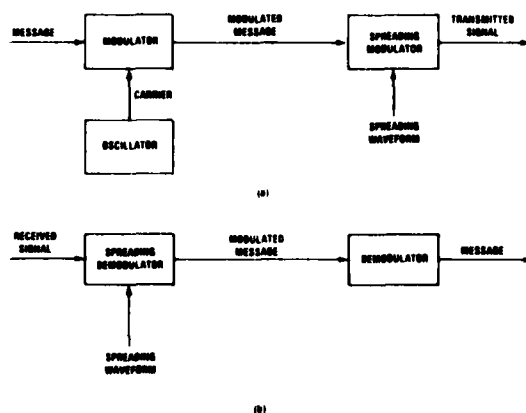 MESSAGE
MODULATOR
MODULATED
MESSAGE
SPREADING
MODULATOR
TRANSMITTED
SIGNAL
CARRIER
OSCILLATOR
SPREADING
WAVEFORM
(a)
RECEIVED
SIGNAL
SPREADING
DEMODULATOR
MODULATED
MESSAGE
DEMODULATOR
MESSAGE
SPREADING
WAVEFORM
(b)